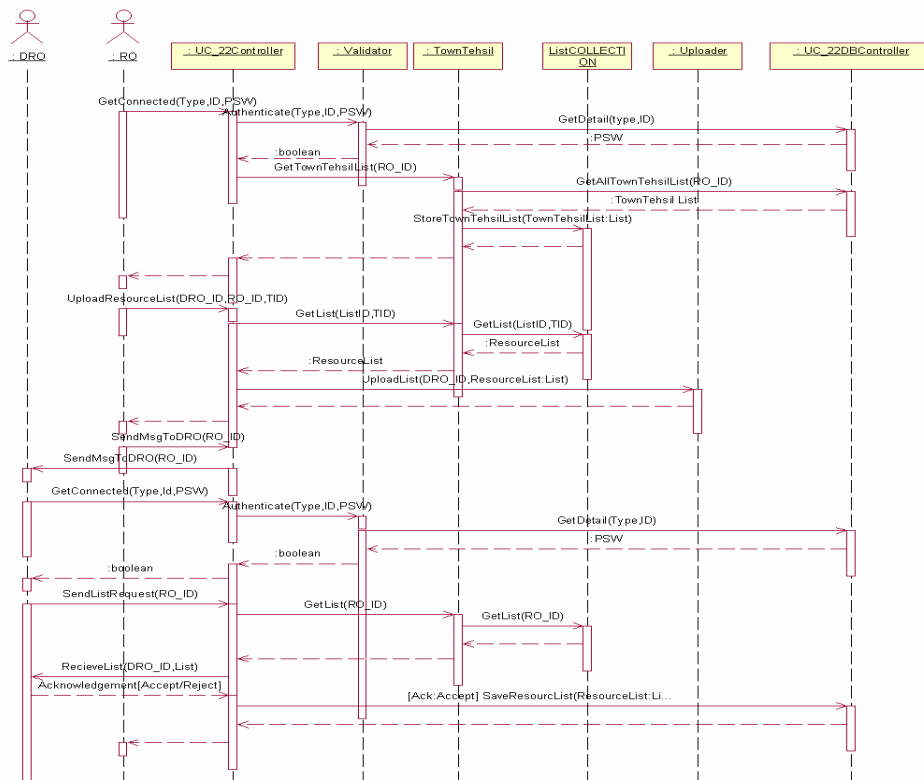 : DRO
: RO
: UC_22Controller
: Validator
: TownTehsil
ListCOLLECTI
ON
: Uploader
: UC_22DBController
GetConnected(Type,ID,PSW)
Authenticate(Type,ID,PSW)
GetDetail(type,ID)
:PSW
:boolean
GetTownTehsilList(RO_ID)
GetAllTownTehsilList(RO_ID)
:TownTehsil List
StoreTownTehsilList(TownTehsilList:List)
UploadResourceList(DRO_ID,RO_ID,TID)
GetList(ListID,TID)
GetList(ListID,TID)
:ResourceList
:ResourceList
UploadList(DRO_ID,ResourceList:List)
SendMsgToDRO(RO_ID)
SendMsgToDRO(RO_ID)
GetConnected(Type,Id,PSW)
Authenticate(Type,ID,PSW)
GetDetail(Type,ID)
:PSW
:boolean
:boolean
SendListRequest(RO_ID)
GetList(RO_ID)
GetList(RO_ID)
RecieveList(DRO_ID,List)
Acknowledgement[Accept/Reject]
[Ack:Accept] SaveResourcList(ResourceList:Li...